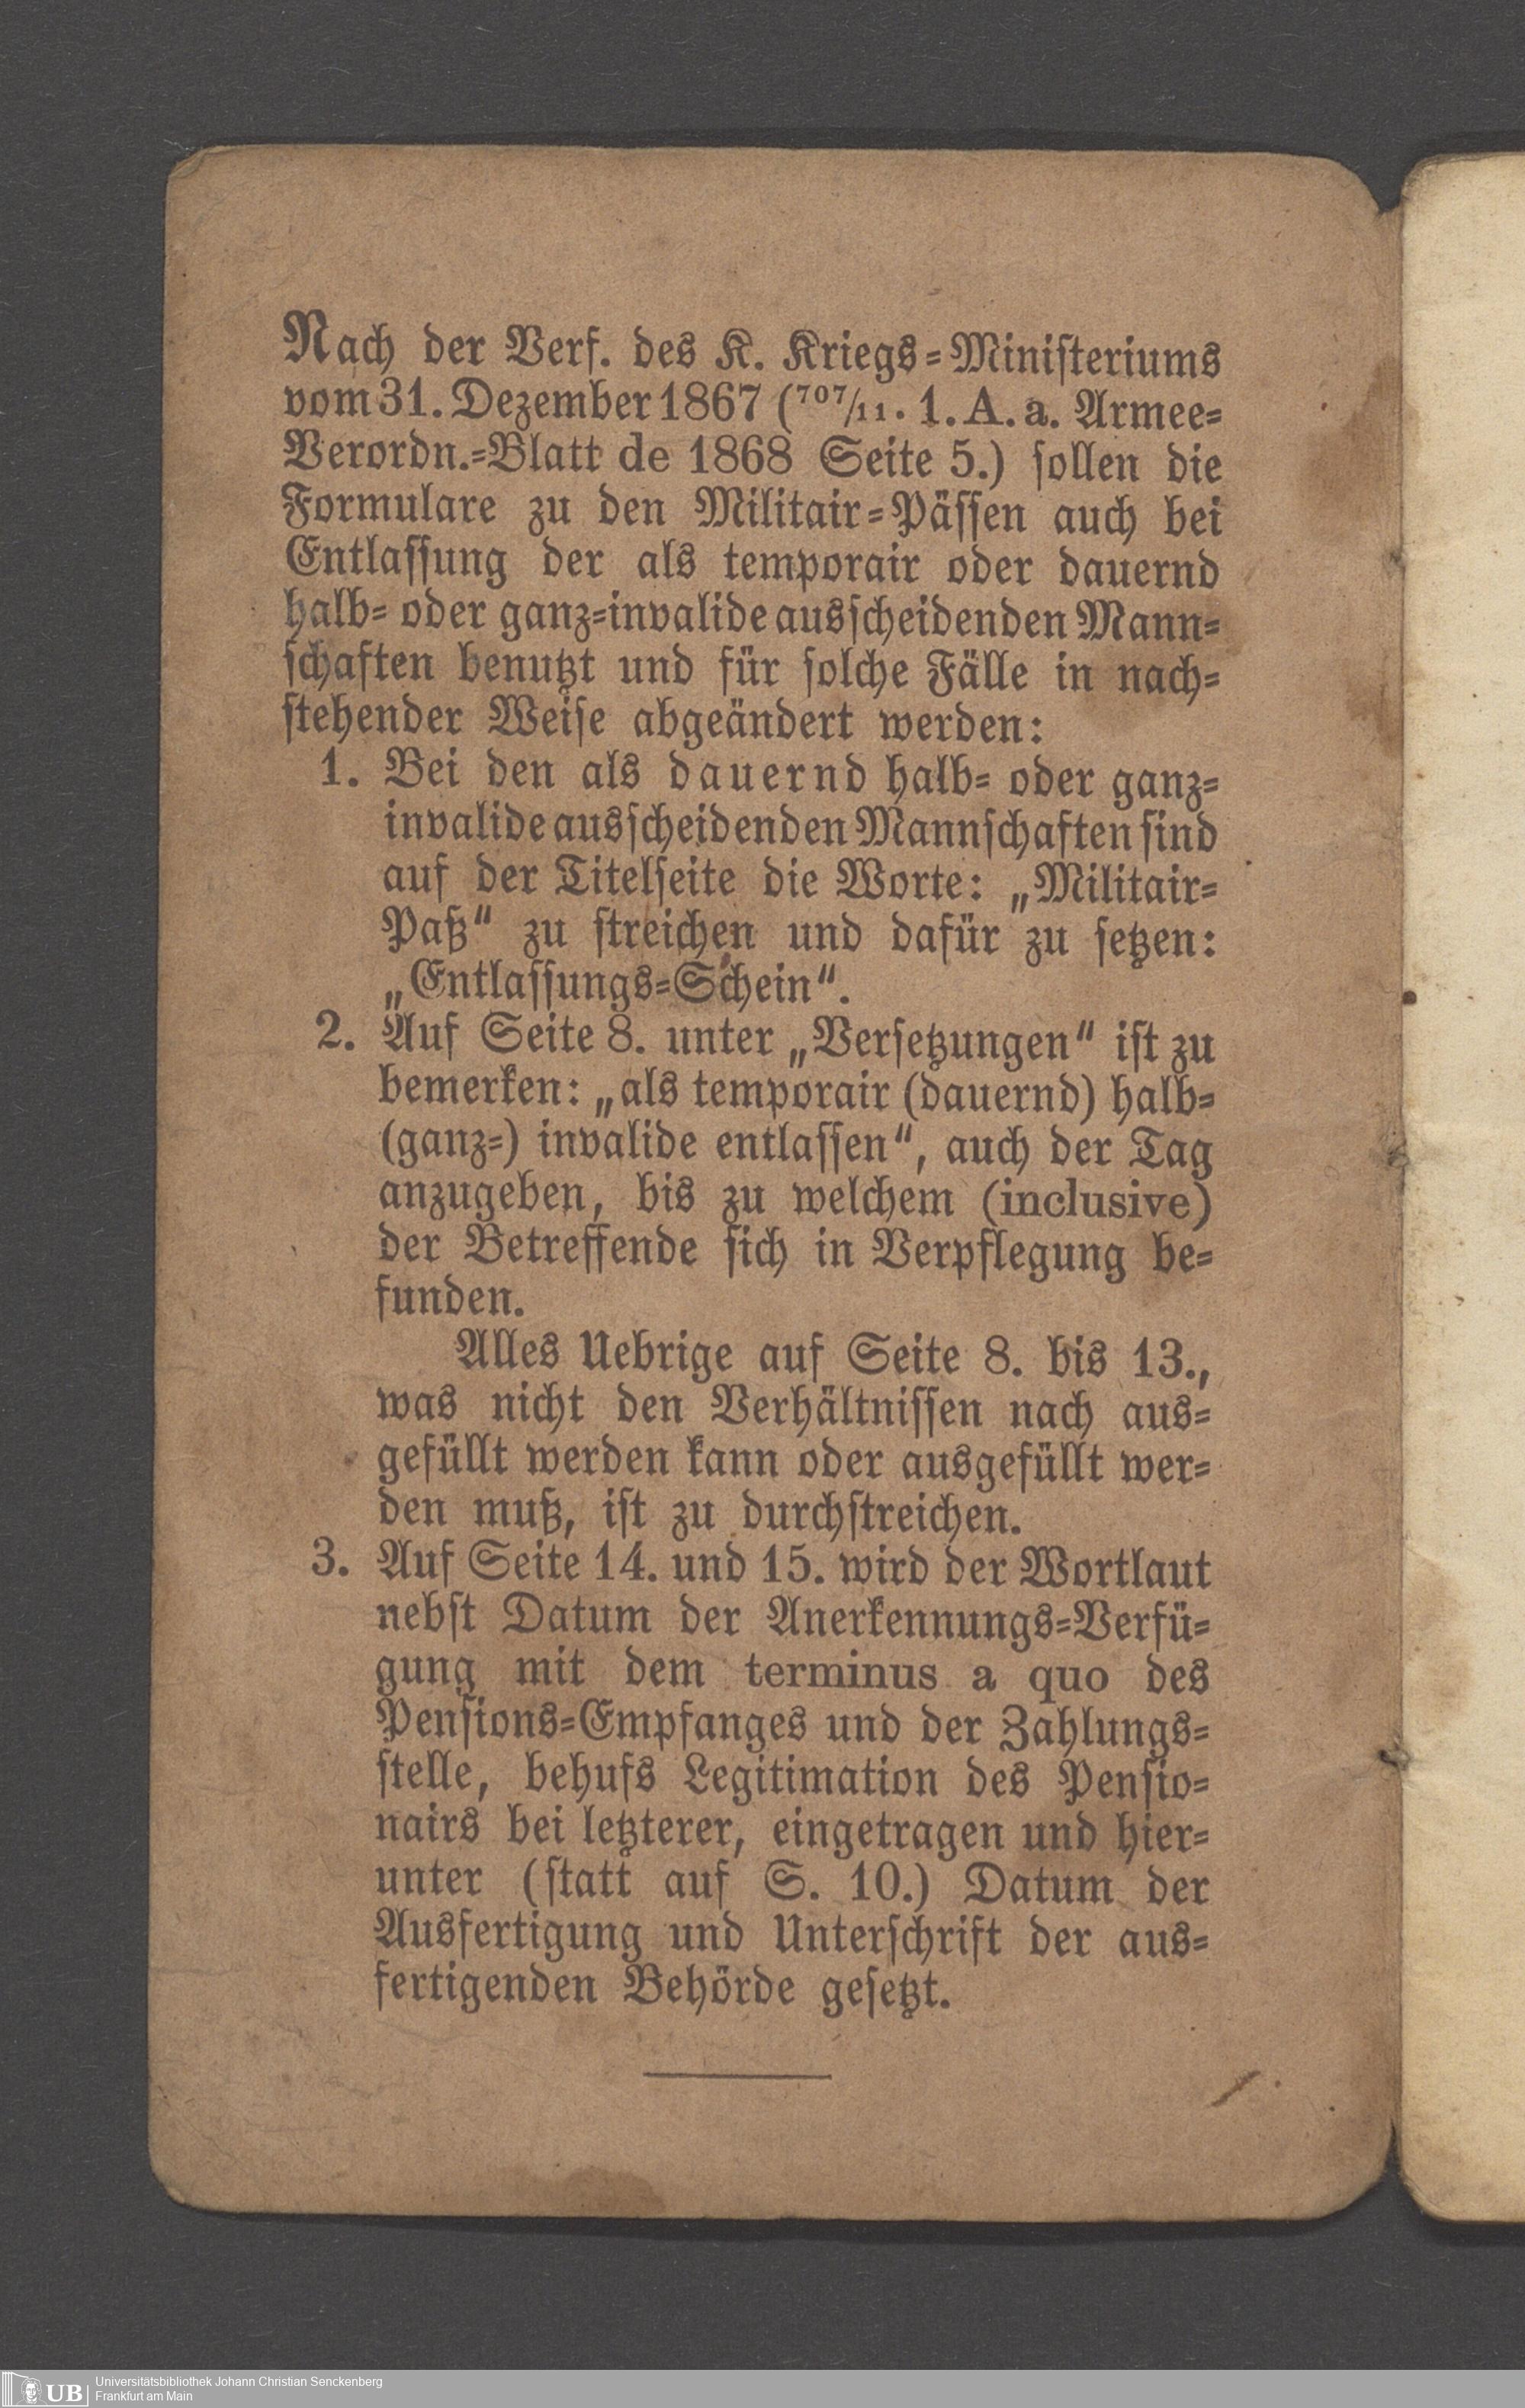 Nach der Verf. des K. Kriegs=Ministeriums
vom 31. Dezember 1867 (⁷⁰⁷/₁₁. 1. A. a. Armee=
Verordn.=Blatt de 1868 Seite 5.) sollen die
Formulare zu den Militair=Pässen auch bei
Entlassung der als temporair oder dauernd
halb= oder ganz=invalide ausscheidenden Mann=
schaften benutzt und für solche Fälle in nach=
stehender Weise abgeändert werden:
1. Bei den als dauernd halb= oder ganz=
invalide ausscheidenden Mannschaften sind
auf der Titelseite die Worte: „Militair=
Paß“ zu streichen und dafür zu setzen:
„Entlassungs=Schein“.
2. Auf Seite 8. unter „Versetzungen“ ist zu
bemerken: „als temporair (dauernd) halb=
(ganz=) invalide entlassen“, auch der Tag
anzugeben, bis zu welchem (inclusive)
der Betreffende sich in Verpflegung be=
funden.
Alles Uebrige auf Seite 8. bis 13.,
was nicht den Verhältnissen nach aus=
gefüllt werden kann oder ausgefüllt wer=
den muß, ist zu durchstreichen.
3. Auf Seite 14. und 15. wird der Wortlaut
nebst Datum der Anerkennungs=Verfü=
gung mit dem terminus a quo des
Pensions=Empfanges und der Zahlungs=
stelle, behufs Legitimation des Pensio=
nairs bei letzterer, eingetragen und hier=
unter (statt auf S. 10.) Datum der
Ausfertigung und Unterschrift der aus=
fertigenden Behörde gesetzt.
UB Universitätsbibliothek Johann Christian Senckenberg
Frankfurt am Main